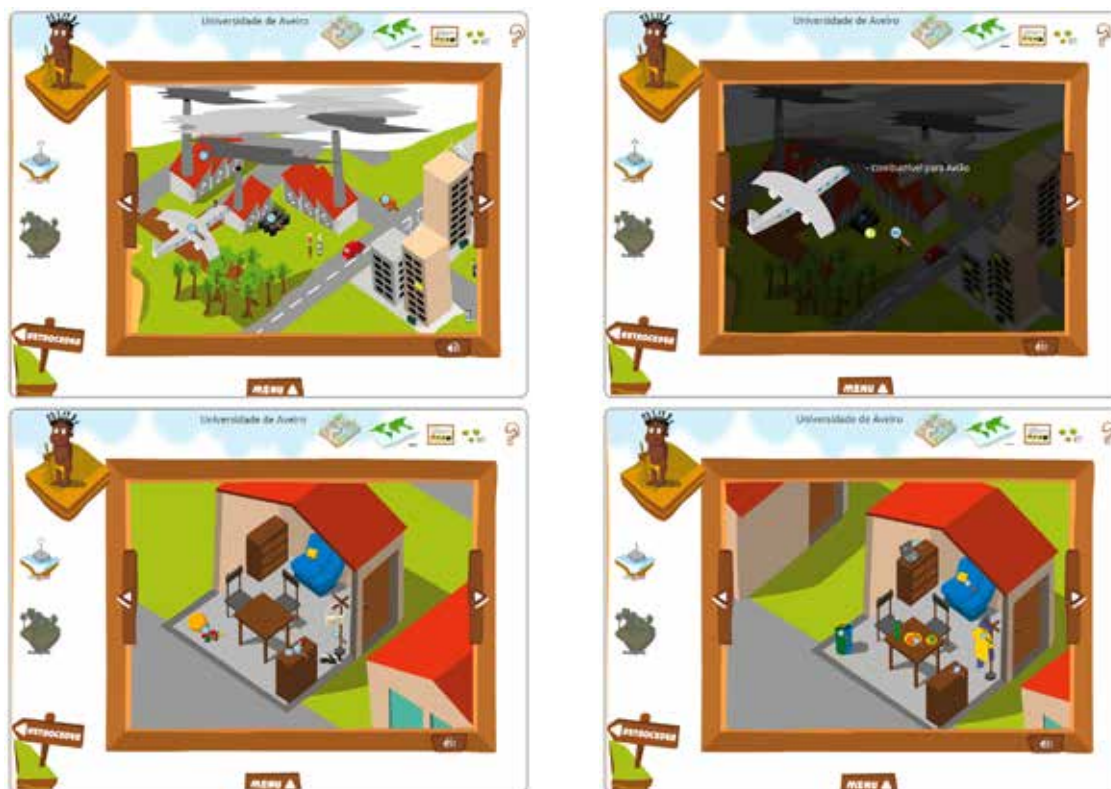 Universidade de Aveiro
RETROCEDER
MENU
Universidade de Aveiro
- Combustível para Avião
RETROCEDER
MENU
Universidade de Aveiro
RETROCEDER
MENU
Universidade de Aveiro
RETROCEDER
MENU